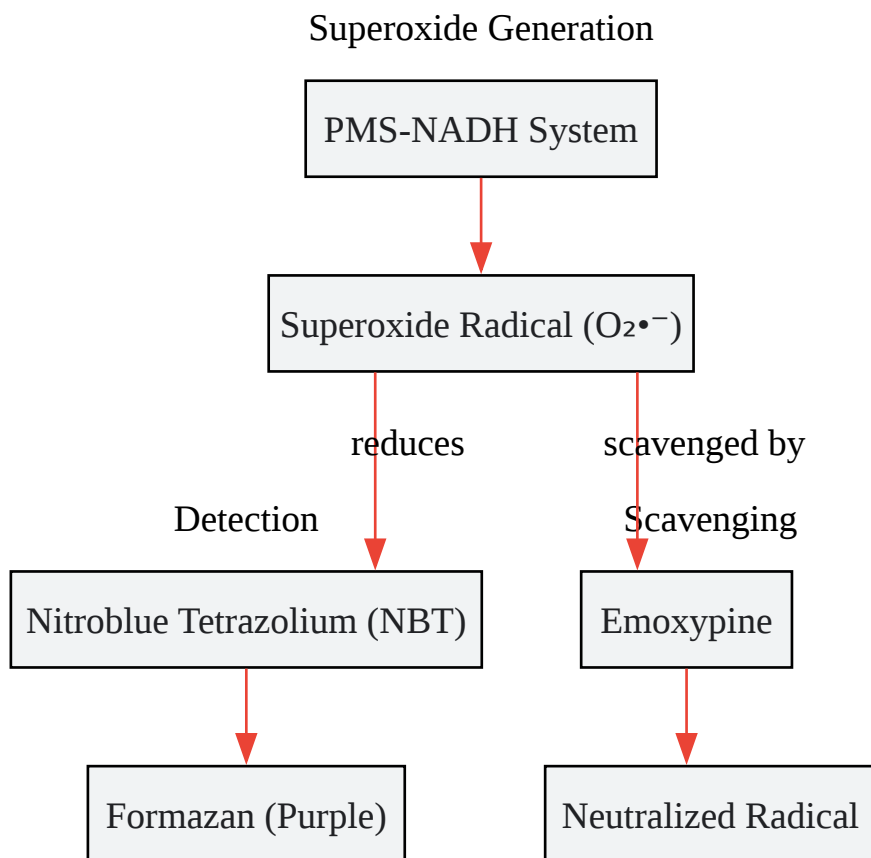 Superoxide Generation
PMS-NADH System
Superoxide Radical (O₂•⁻)
reduces
scavenged by
Detection
Scavenging
Nitroblue Tetrazolium (NBT)
Emoxypine
Formazan (Purple)
Neutralized Radical